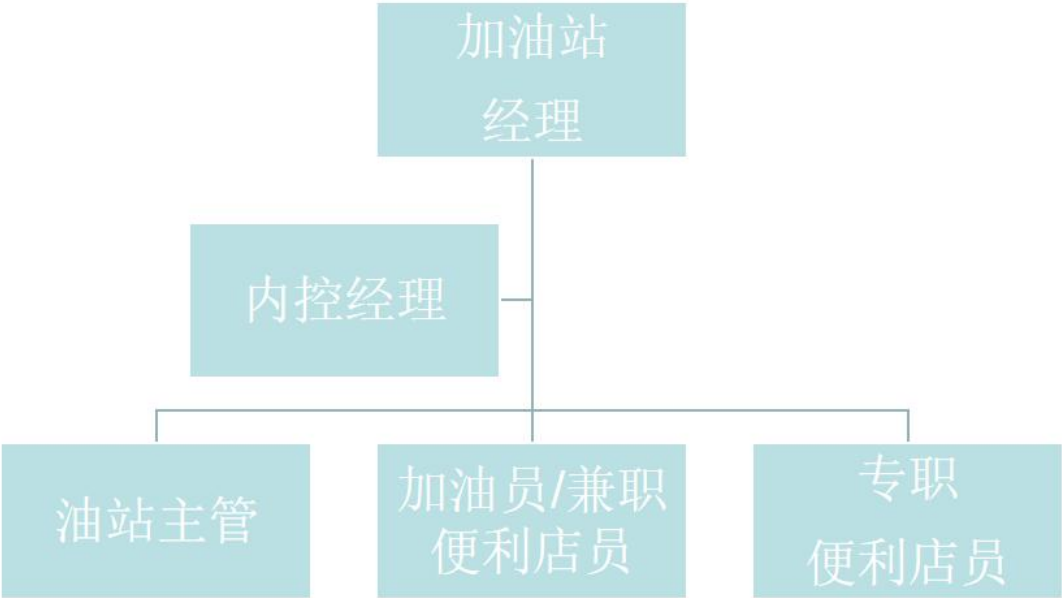 加油站
经理
内控经理
油站主管
加油员/兼职
便利店员
专职
便利店员